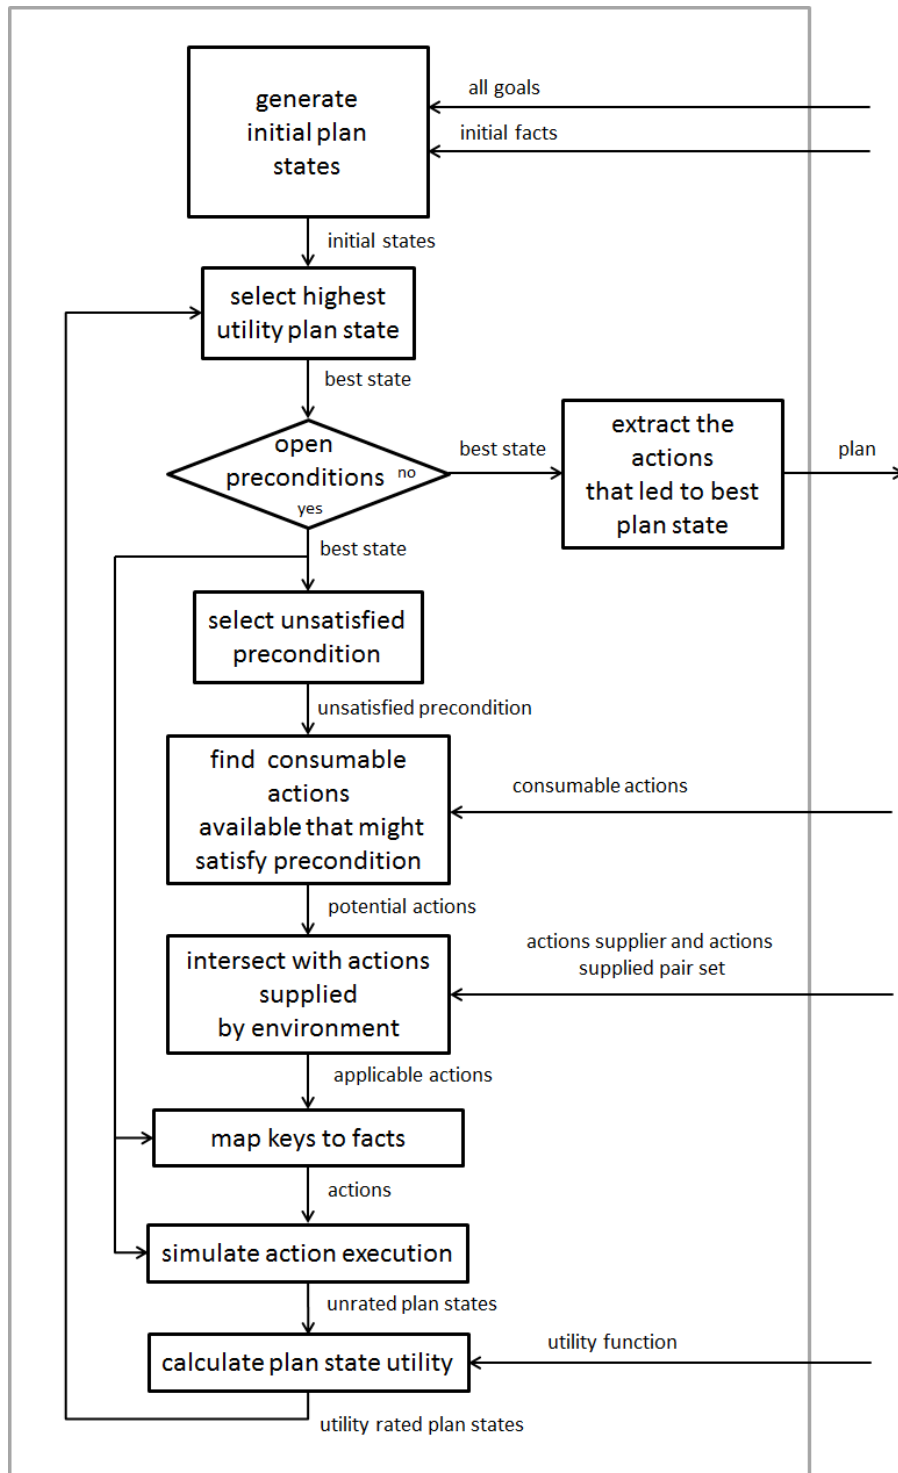 generate
initial plan
states
all goals
initial facts
initial states
select highest
utility plan state
best state
open
preconditions
no
yes
best state
extract the
actions
that led to best
plan state
plan
best state
select unsatisfied
precondition
unsatisfied precondition
find consumable
actions
available that might
satisfy precondition
consumable actions
potential actions
intersect with actions
supplied
by environment
actions supplier and actions
supplied pair set
applicable actions
map keys to facts
actions
simulate action execution
unrated plan states
calculate plan state utility
utility function
utility rated plan states